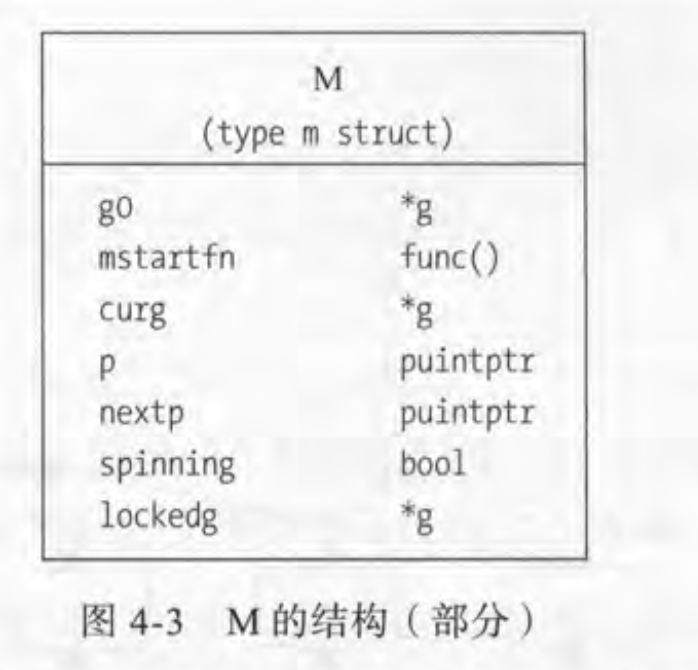 M
(type m struct)
g0 *g
mstartfn func()
curg *g
p puintptr
nextp puintptr
spinning bool
lockedg *g
图 4-3 M 的结构（部分）